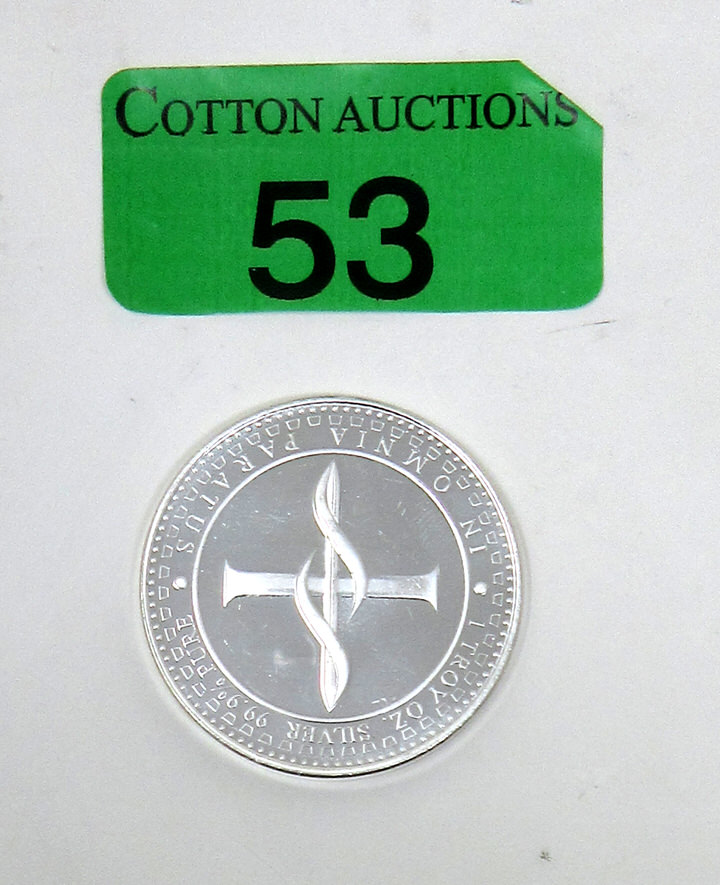 COTTON AUCTIONS
53
IN OMNIA PARATUS
1 TROY OZ. SILVER 99.9% PURE